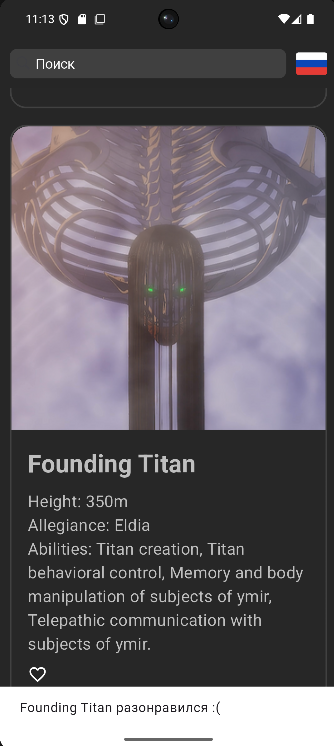 11:13
Поиск
Founding Titan
Height: 350m
Allegiance: Eldia
Abilities: Titan creation, Titan
behavioral control, Memory and body
manipulation of subjects of ymir,
Telepathic communication with
subjects of ymir.
Founding Titan разонравился :(